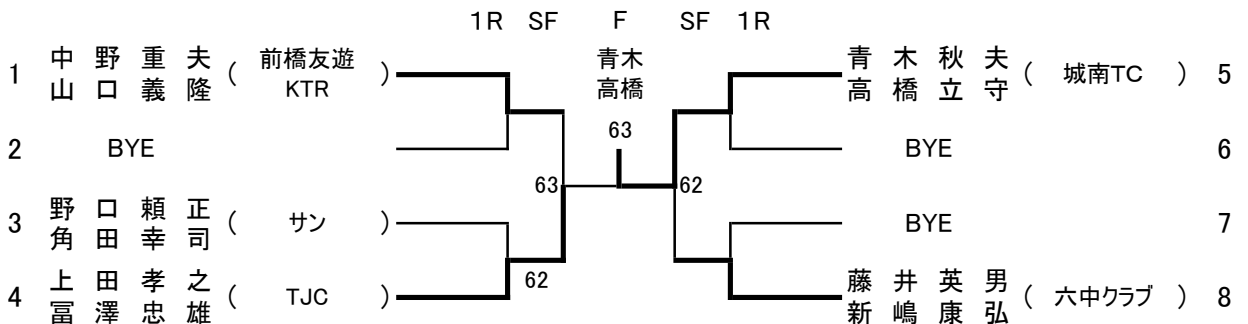 1R SF F SF 1R
1 中野重夫 ( 前橋友遊 )
山口義隆 KTR
青木
高橋
青木秋夫 ( 城南TC ) 5
高橋立守
2 BYE
63
BYE 6
63
62
3 野口頼正 ( サン )
角田幸司
BYE 7
4 上田孝之 ( TJC )
冨澤忠雄
62
藤井英男 ( 六中クラブ ) 8
新嶋康弘